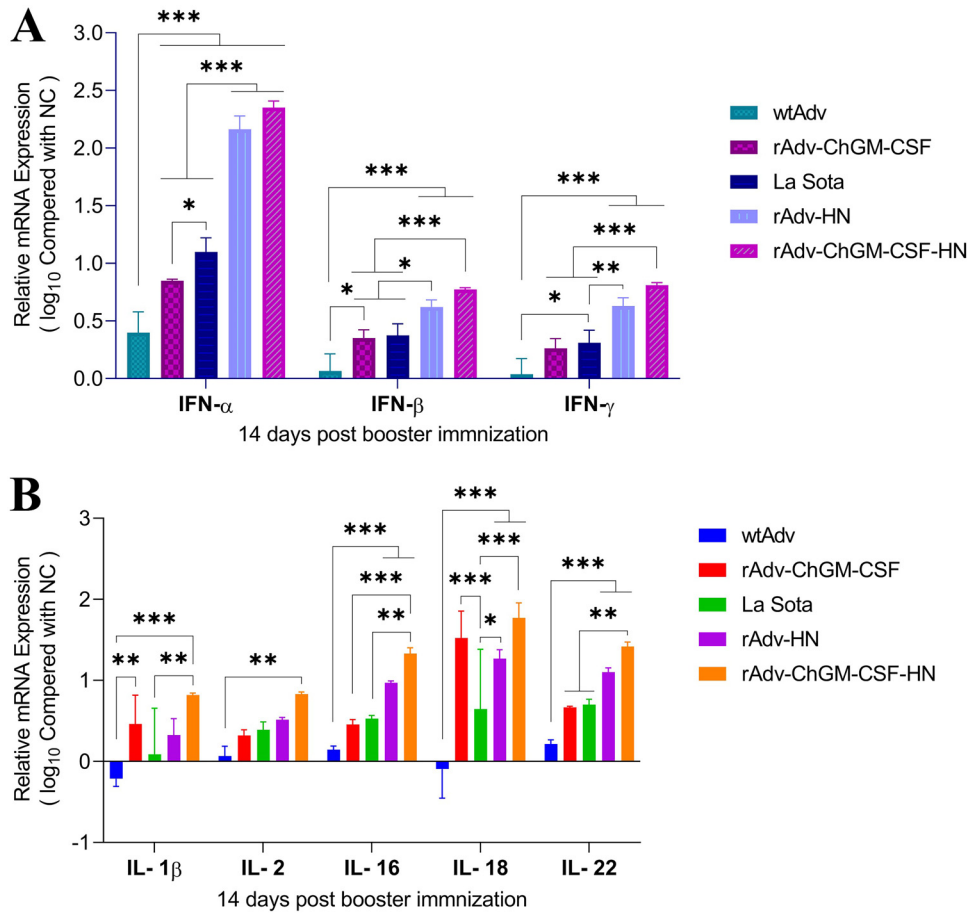 A
Relative mRNA Expression
( log10 Compered with NC )
3.0
2.5
2.0
1.5
1.0
0.5
0.0
***
***
*
***
***
*
*
***
***
**
*
IFN-α
IFN-β
IFN-γ
14 days post booster immnization
wtAdv
rAdv-ChGM-CSF
La Sota
rAdv-HN
rAdv-ChGM-CSF-HN
B
Relative mRNA Expression
( log10 Compared with NC )
3
2
1
0
-1
***
**
**
**
***
***
**
***
***
***
*
***
**
IL- 1β
IL- 2
IL- 16
IL- 18
IL- 22
14 days post booster immnization
wtAdv
rAdv-ChGM-CSF
La Sota
rAdv-HN
rAdv-ChGM-CSF-HN